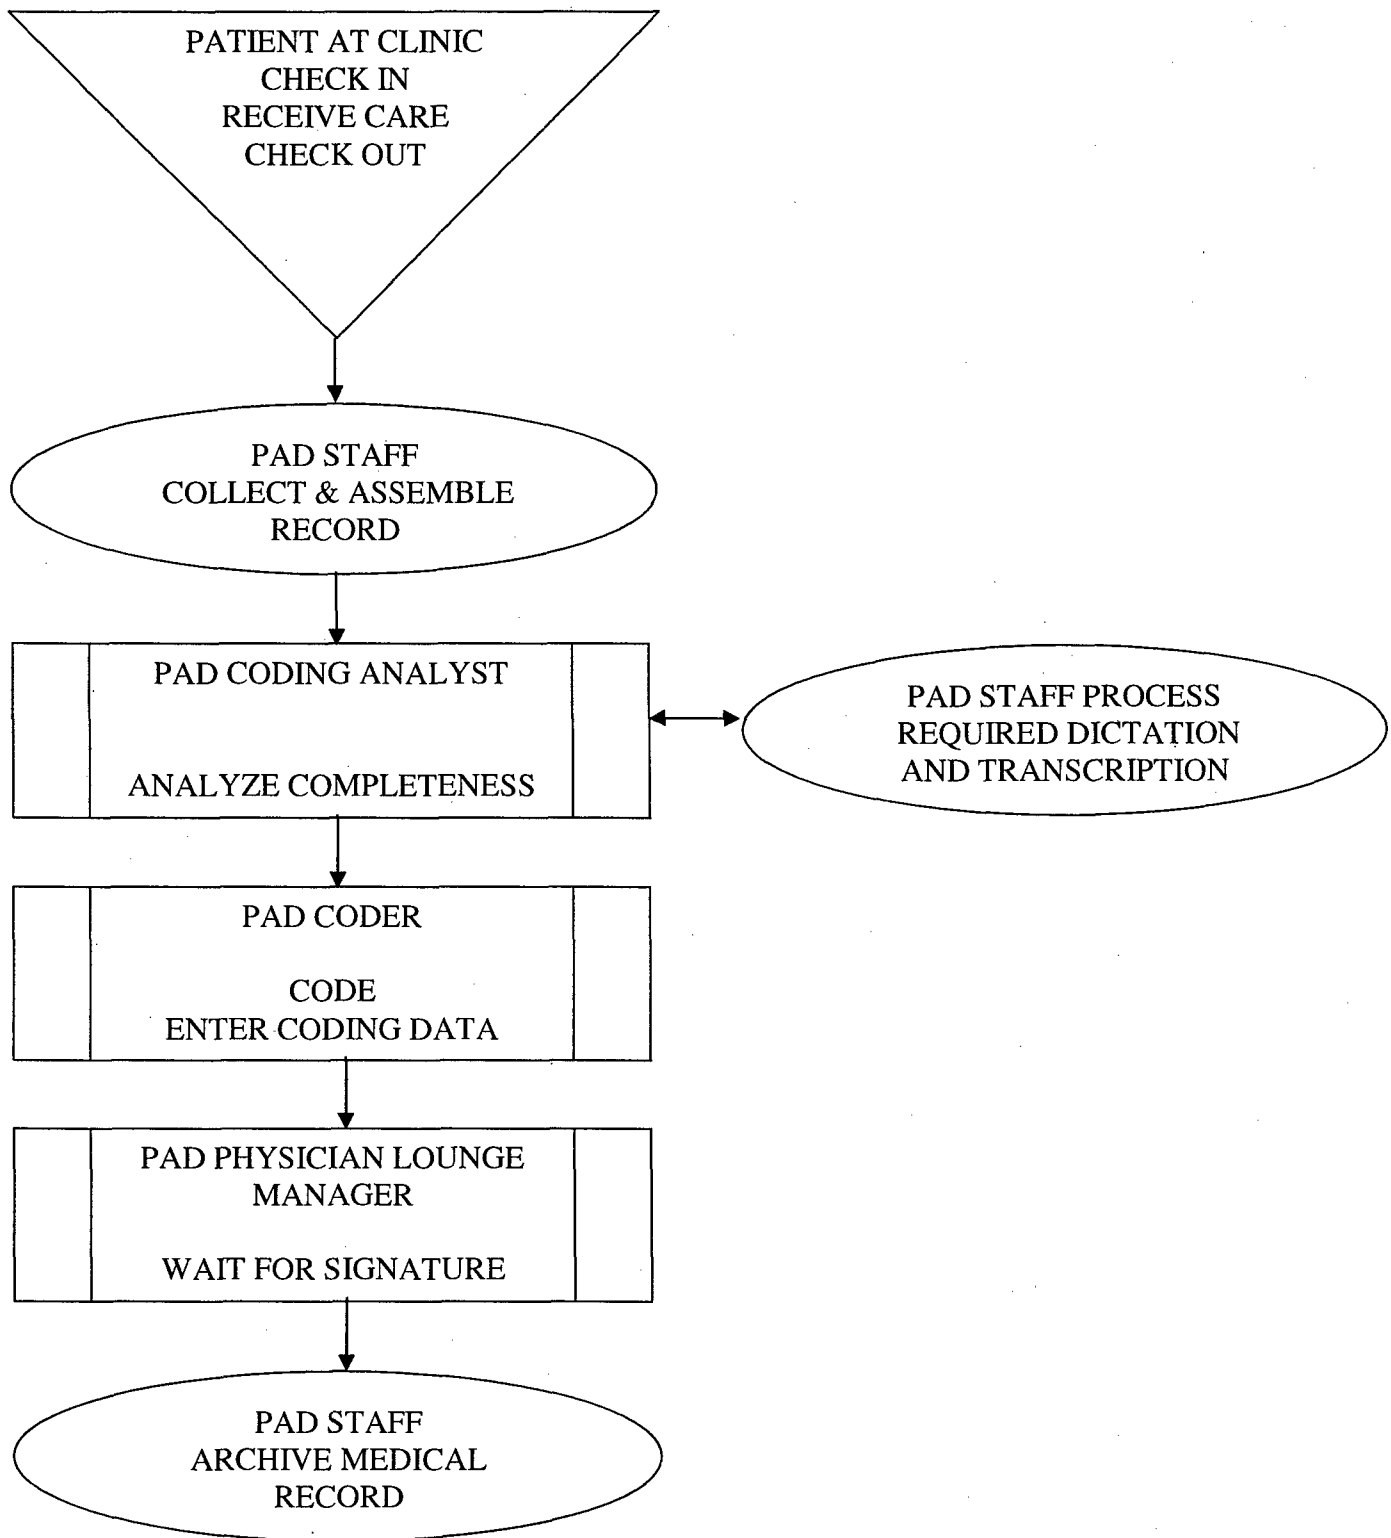 PATIENT AT CLINIC
CHECK IN
RECEIVE CARE
CHECK OUT
PAD STAFF
COLLECT & ASSEMBLE
RECORD
PAD CODING ANALYST
ANALYZE COMPLETENESS
PAD STAFF PROCESS
REQUIRED DICTATION
AND TRANSCRIPTION
PAD CODER
CODE
ENTER CODING DATA
PAD PHYSICIAN LOUNGE
MANAGER
WAIT FOR SIGNATURE
PAD STAFF
ARCHIVE MEDICAL
RECORD